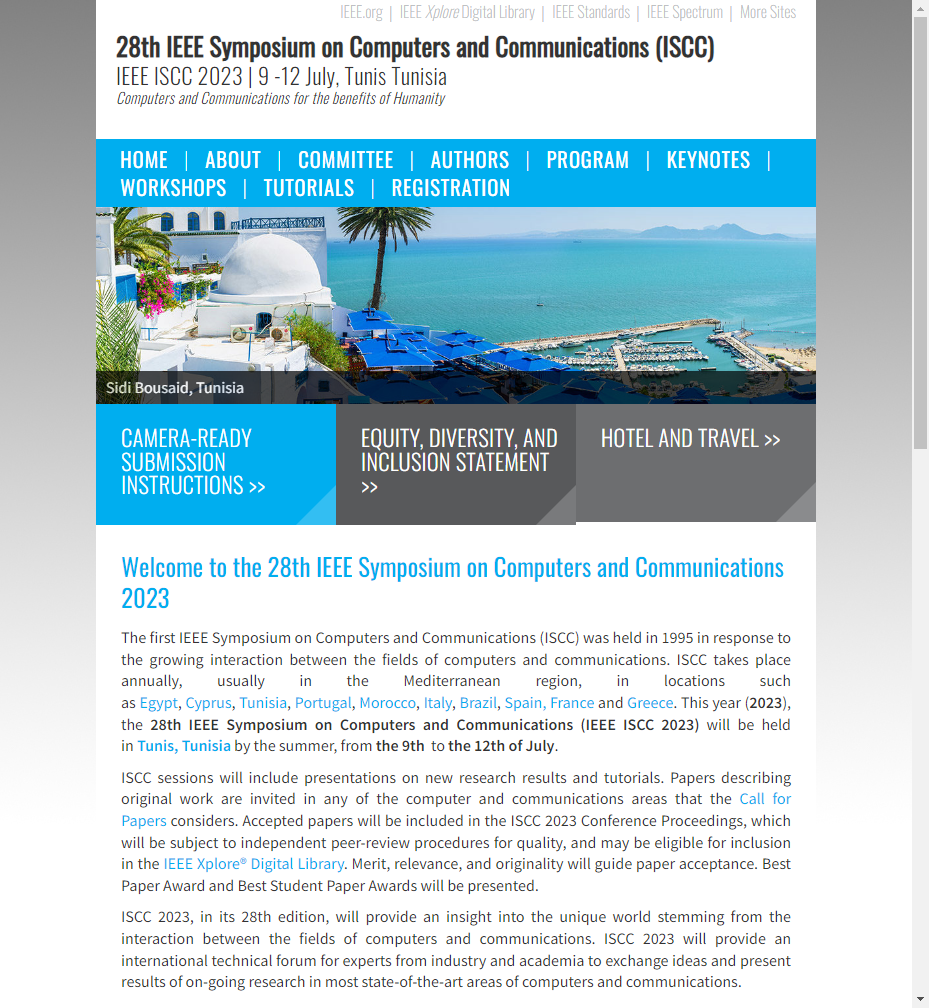 IEEE.org | IEEE Xplore Digital Library | IEEE Standards | IEEE Spectrum | More Sites
28th IEEE Symposium on Computers and Communications (ISCC)
IEEE ISCC 2023 | 9 -12 July, Tunis Tunisia
Computers and Communications for the benefits of Humanity
HOME | ABOUT | COMMITTEE | AUTHORS | PROGRAM | KEYNOTES |
WORKSHOPS | TUTORIALS | REGISTRATION
Sidi Bousaid, Tunisia
CAMERA-READY
SUBMISSION
INSTRUCTIONS >>
EQUITY, DIVERSITY, AND
INCLUSION STATEMENT
>>
HOTEL AND TRAVEL >>
Welcome to the 28th IEEE Symposium on Computers and Communications
2023
The first IEEE Symposium on Computers and Communications (ISCC) was held in 1995 in response to
the growing interaction between the fields of computers and communications. ISCC takes place
annually, usually in the Mediterranean region, in locations such
as Egypt, Cyprus, Tunisia, Portugal, Morocco, Italy, Brazil, Spain, France and Greece. This year (2023),
the 28th IEEE Symposium on Computers and Communications (IEEE ISCC 2023) will be held
in Tunis, Tunisia by the summer, from the 9th to the 12th of July.
ISCC sessions will include presentations on new research results and tutorials. Papers describing
original work are invited in any of the computer and communications areas that the Call for
Papers considers. Accepted papers will be included in the ISCC 2023 Conference Proceedings, which
will be subject to independent peer-review procedures for quality, and may be eligible for inclusion
in the IEEE Xplore® Digital Library. Merit, relevance, and originality will guide paper acceptance. Best
Paper Award and Best Student Paper Awards will be presented.
ISCC 2023, in its 28th edition, will provide an insight into the unique world stemming from the
interaction between the fields of computers and communications. ISCC 2023 will provide an
international technical forum for experts from industry and academia to exchange ideas and present
results of on-going research in most state-of-the-art areas of computers and communications.